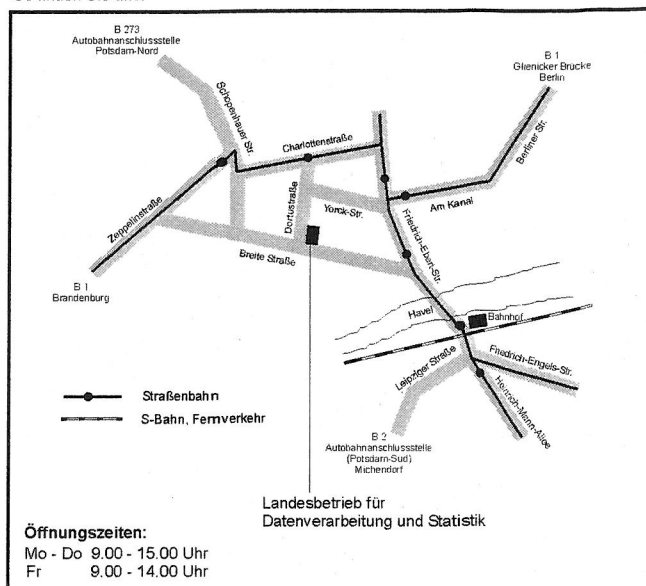 B 273
Autobahnanschlussstelle
Potsdam-Nord
B 1
Glienicker Brücke
Berlin
Schopenhauer Str.
Charlottenstraße
Berliner Str.
Zeppelinstraße
Dortustraße
Yorck-Str.
Am Kanal
Friedrich-Ebert-Str.
Breite Straße
B 1
Brandenburg
Havel
Bahnhof
Leipziger Straße
Friedrich-Engels-Str.
Heinrich-Mann-Allee
Straßenbahn
S-Bahn, Fernverkehr
B 2
Autobahnanschlussstelle
(Potsdam-Süd)
Michendorf
Landesbetrieb für
Datenverarbeitung und Statistik
Öffnungszeiten:
Mo - Do 9.00 - 15.00 Uhr
Fr 9.00 - 14.00 Uhr